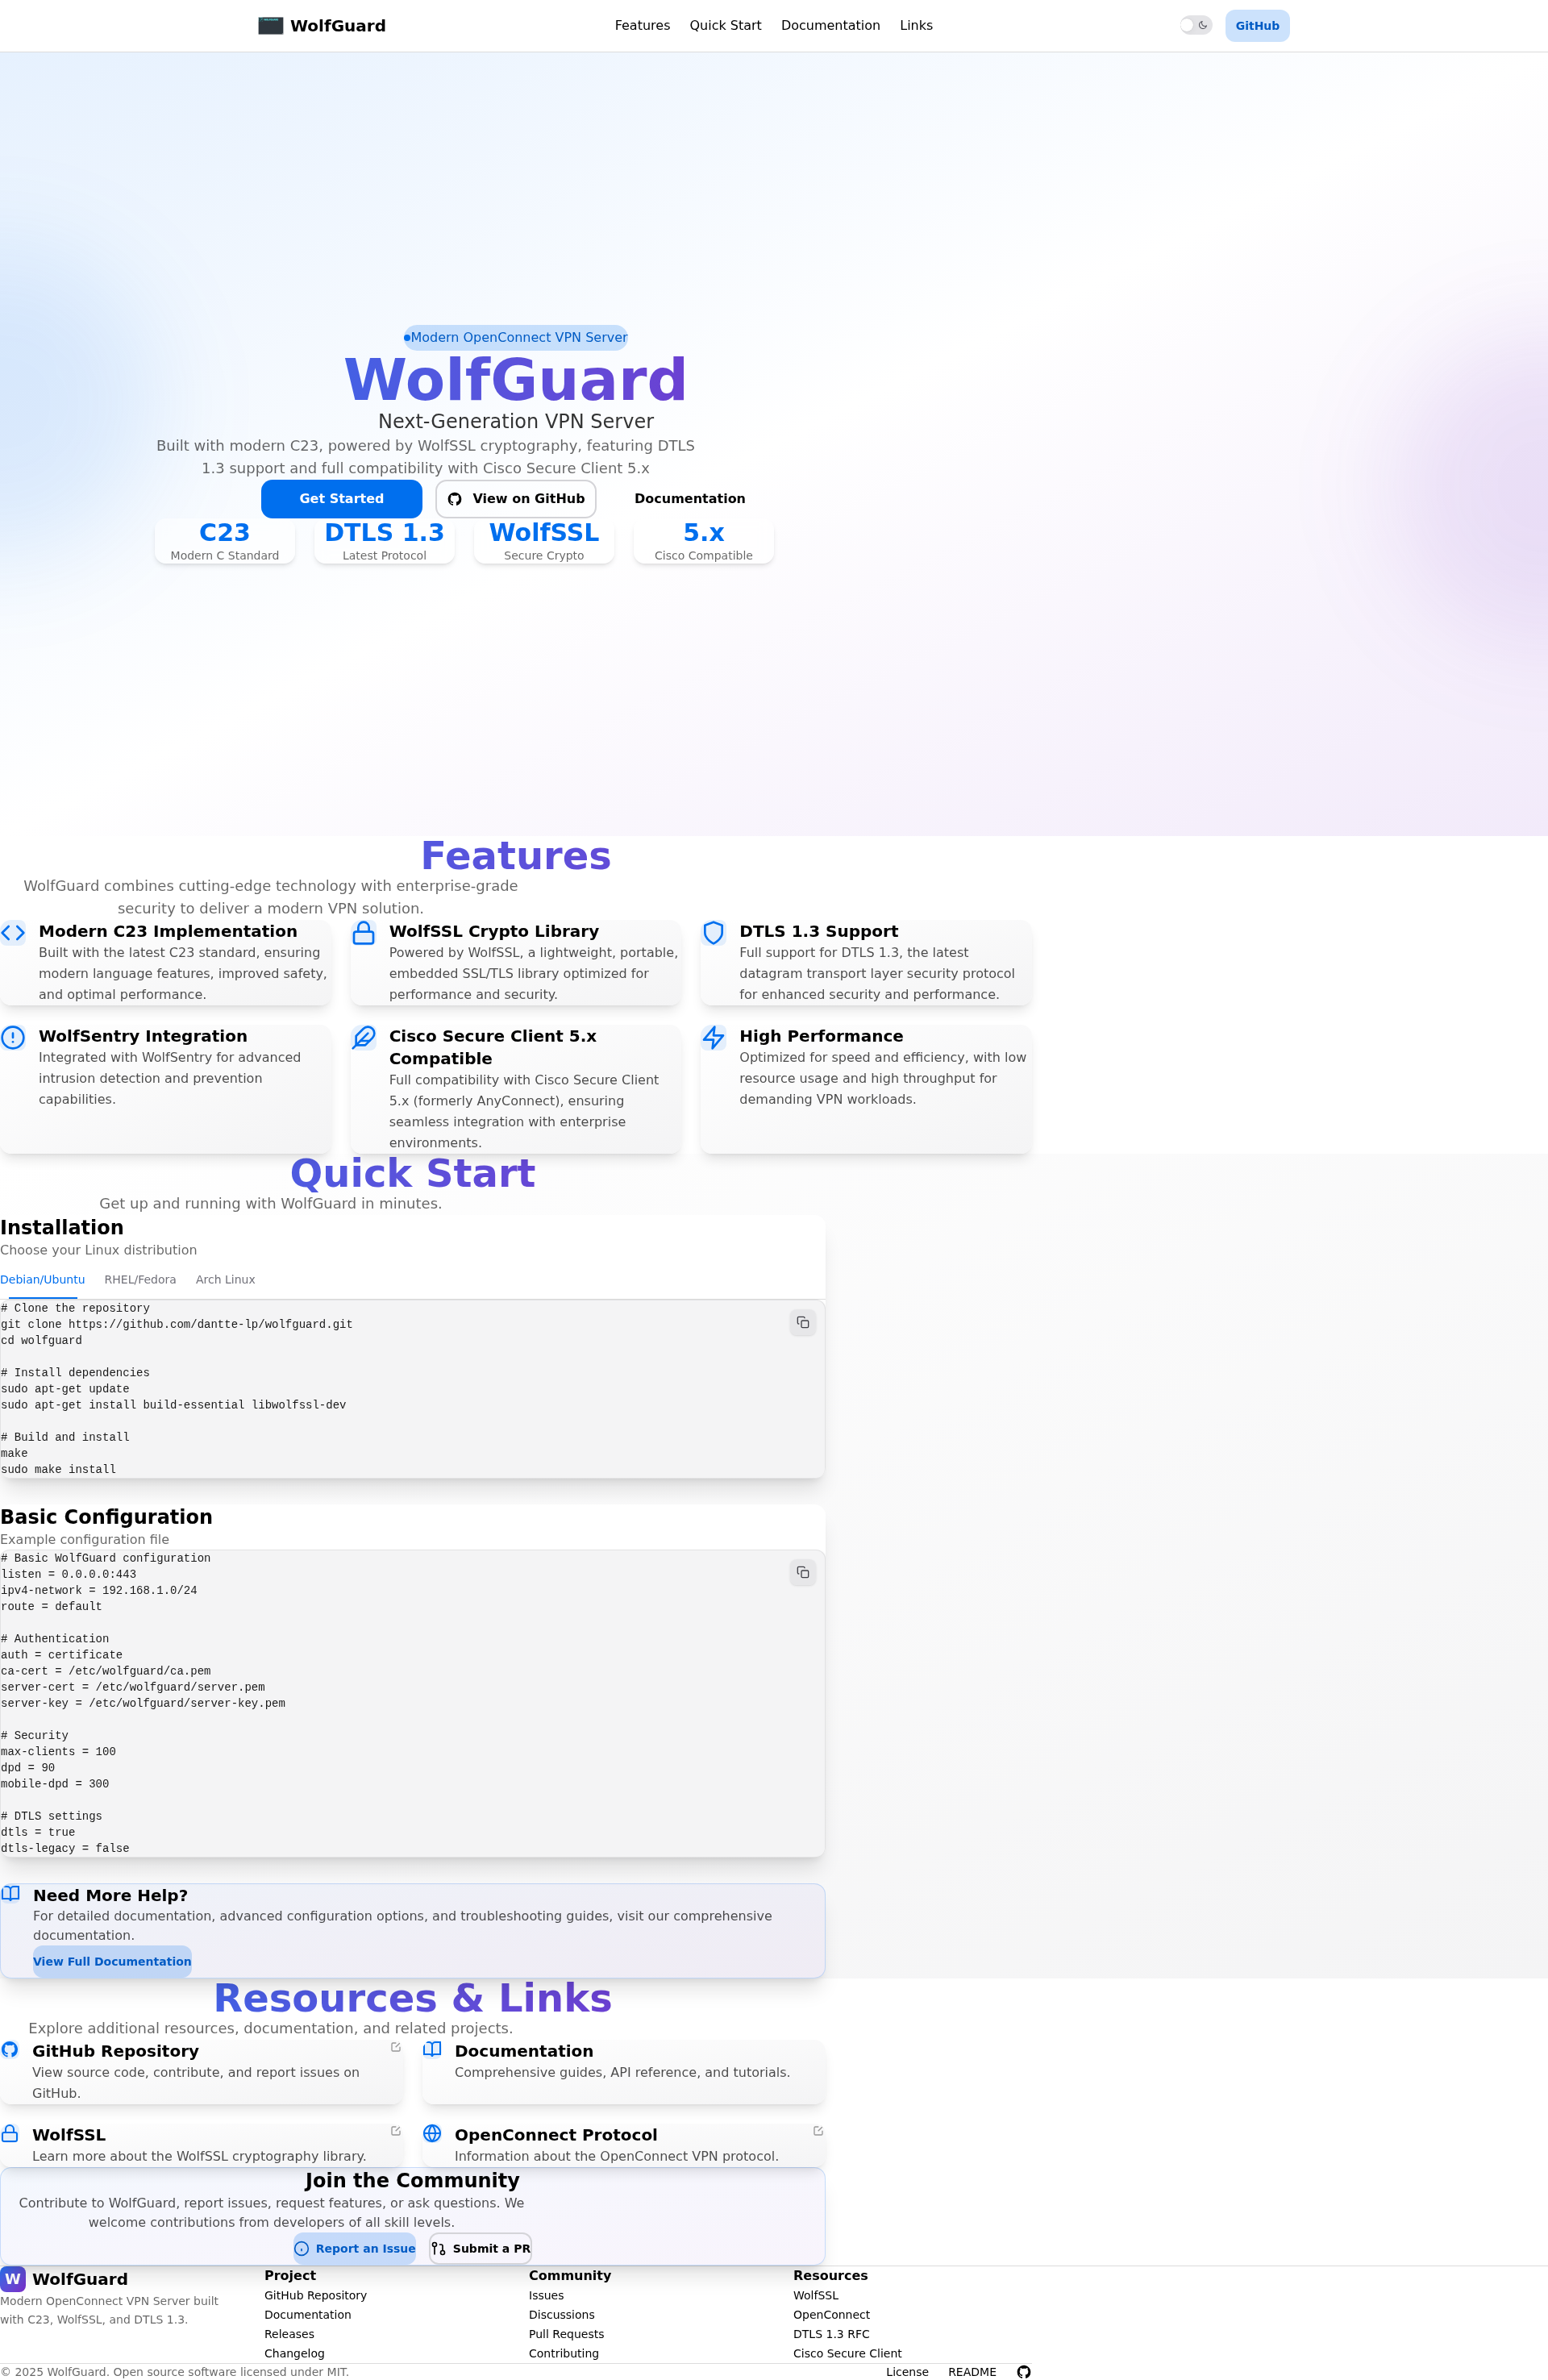 WolfGuard
Features
Quick Start
Documentation
Links
GitHub
Modern OpenConnect VPN Server
WolfGuard
Next-Generation VPN Server
Built with modern C23, powered by WolfSSL cryptography, featuring DTLS
1.3 support and full compatibility with Cisco Secure Client 5.x
Get Started
View on GitHub
Documentation
C23
Modern C Standard
DTLS 1.3
Latest Protocol
WolfSSL
Secure Crypto
5.x
Cisco Compatible
Features
WolfGuard combines cutting-edge technology with enterprise-grade
security to deliver a modern VPN solution.
Modern C23 Implementation
Built with the latest C23 standard, ensuring
modern language features, improved safety,
and optimal performance.
WolfSSL Crypto Library
Powered by WolfSSL, a lightweight, portable,
embedded SSL/TLS library optimized for
performance and security.
DTLS 1.3 Support
Full support for DTLS 1.3, the latest
datagram transport layer security protocol
for enhanced security and performance.
WolfSentry Integration
Integrated with WolfSentry for advanced
intrusion detection and prevention
capabilities.
Cisco Secure Client 5.x
Compatible
Full compatibility with Cisco Secure Client
5.x (formerly AnyConnect), ensuring
seamless integration with enterprise
environments.
High Performance
Optimized for speed and efficiency, with low
resource usage and high throughput for
demanding VPN workloads.
Quick Start
Get up and running with WolfGuard in minutes.
Installation
Choose your Linux distribution
Debian/Ubuntu
RHEL/Fedora
Arch Linux
# Clone the repository
git clone https://github.com/dantte-lp/wolfguard.git
cd wolfguard
# Install dependencies
sudo apt-get update
sudo apt-get install build-essential libwolfssl-dev
# Build and install
make
sudo make install
Basic Configuration
Example configuration file
# Basic WolfGuard configuration
listen = 0.0.0.0:443
ipv4-network = 192.168.1.0/24
route = default
# Authentication
auth = certificate
ca-cert = /etc/wolfguard/ca.pem
server-cert = /etc/wolfguard/server.pem
server-key = /etc/wolfguard/server-key.pem
# Security
max-clients = 100
dpd = 90
mobile-dpd = 300
# DTLS settings
dtls = true
dtls-legacy = false
Need More Help?
For detailed documentation, advanced configuration options, and troubleshooting guides, visit our comprehensive
documentation.
View Full Documentation
Resources & Links
Explore additional resources, documentation, and related projects.
GitHub Repository
View source code, contribute, and report issues on
GitHub.
Documentation
Comprehensive guides, API reference, and tutorials.
WolfSSL
Learn more about the WolfSSL cryptography library.
OpenConnect Protocol
Information about the OpenConnect VPN protocol.
Join the Community
Contribute to WolfGuard, report issues, request features, or ask questions. We
welcome contributions from developers of all skill levels.
Report an Issue
Submit a PR
W
WolfGuard
Modern OpenConnect VPN Server built
with C23, WolfSSL, and DTLS 1.3.
Project
GitHub Repository
Documentation
Releases
Changelog
Community
Issues
Discussions
Pull Requests
Contributing
Resources
WolfSSL
OpenConnect
DTLS 1.3 RFC
Cisco Secure Client
© 2025 WolfGuard. Open source software licensed under MIT.
License
README